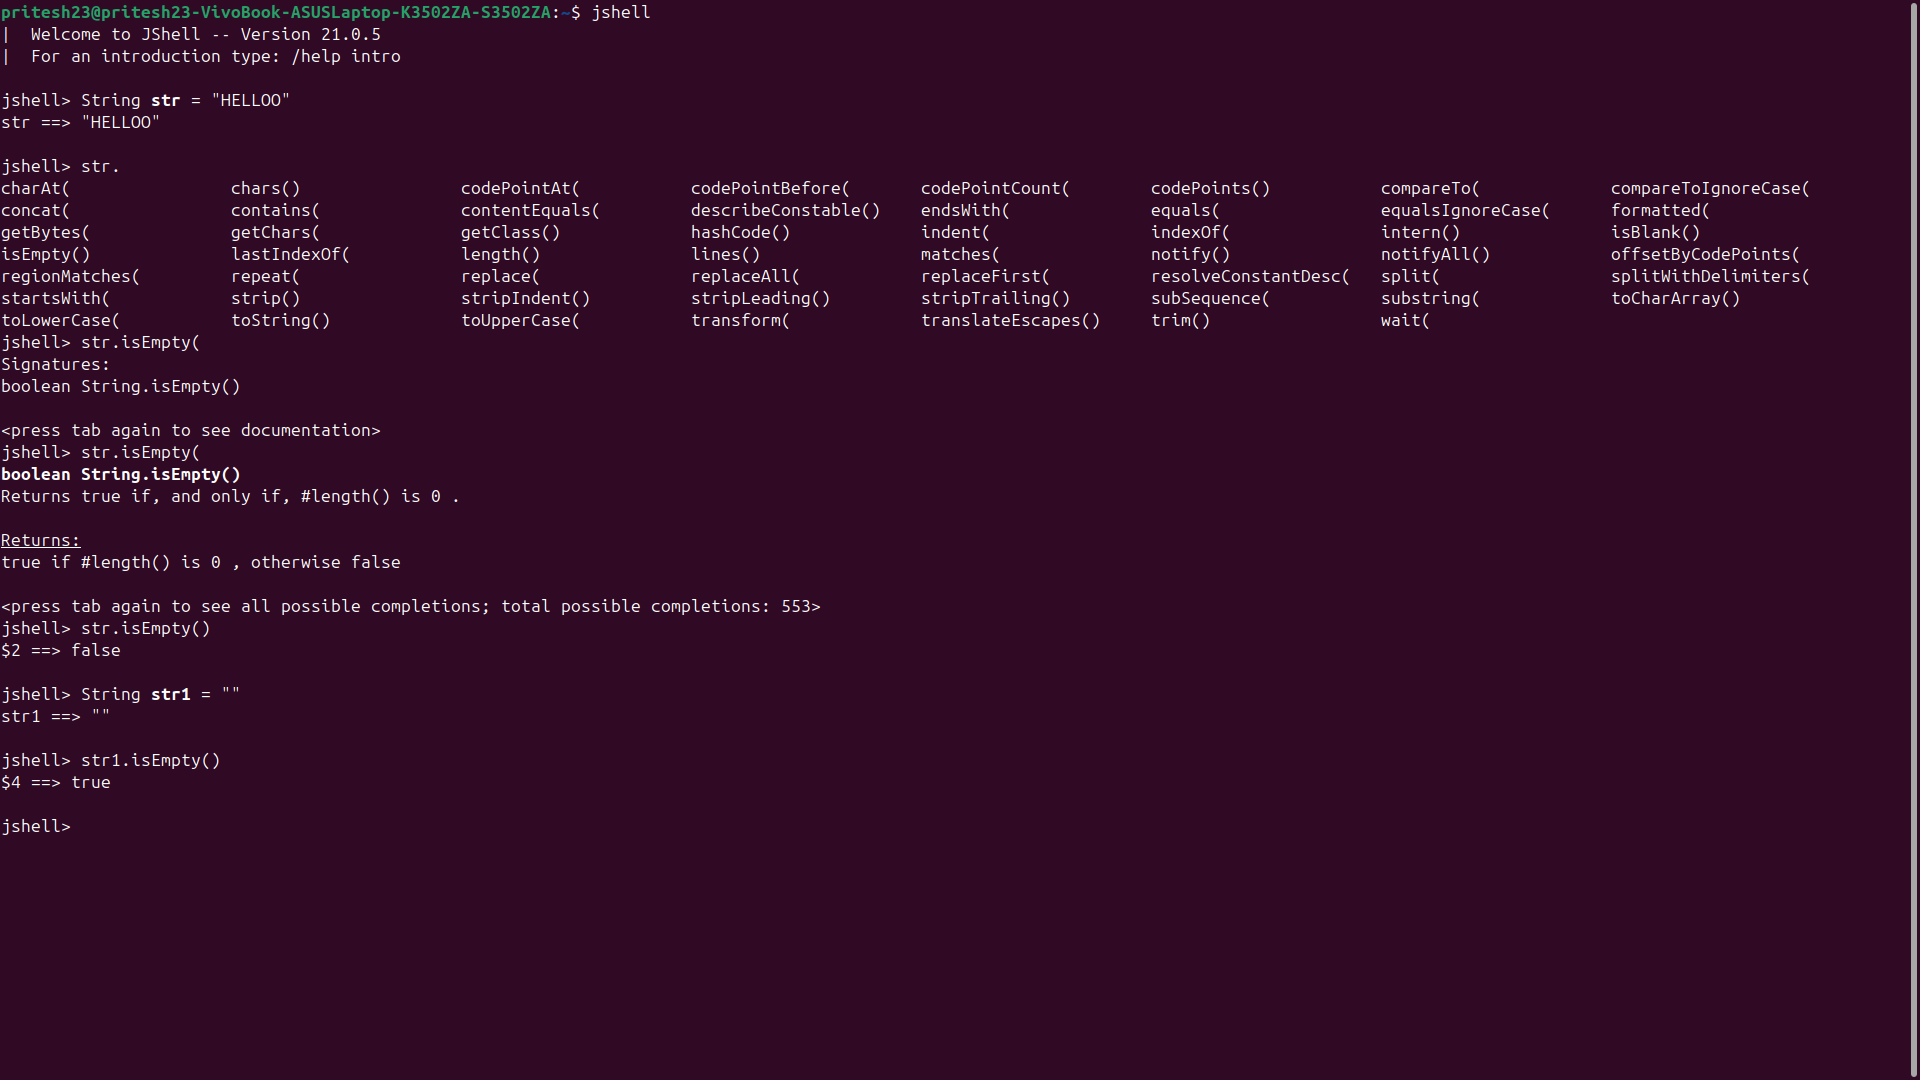 pritesh23@pritesh23-VivoBook-ASUSLaptop-K3502ZA-S3502ZA:~$ jshell
|  Welcome to JShell -- Version 21.0.5
|  For an introduction type: /help intro
jshell> String str = "HELLOO"
str ==> "HELLOO"
jshell> str.
charAt( chars() codePointAt( codePointBefore( codePointCount( codePoints() compareTo( compareToIgnoreCase(
concat( contains( contentEquals( describeConstable() endsWith( equals( equalsIgnoreCase( formatted(
getBytes( getChars( getClass() hashCode() indent( indexOf( intern() isBlank()
isEmpty() lastIndexOf( length() lines() matches( notify() notifyAll() offsetByCodePoints(
regionMatches( repeat( replace( replaceAll( replaceFirst( resolveConstantDesc( split( splitWithDelimiters(
startsWith( strip() stripIndent() stripLeading() stripTrailing() subSequence( substring( toCharArray()
toLowerCase( toString() toUpperCase( transform( translateEscapes() trim() wait(
jshell> str.isEmpty(
Signatures:
boolean String.isEmpty()
<press tab again to see documentation>
jshell> str.isEmpty(
boolean String.isEmpty()
Returns true if, and only if, #length() is 0 .
Returns:
true if #length() is 0 , otherwise false
<press tab again to see all possible completions; total possible completions: 553>
jshell> str.isEmpty()
$2 ==> false
jshell> String str1 = ""
str1 ==> ""
jshell> str1.isEmpty()
$4 ==> true
jshell>